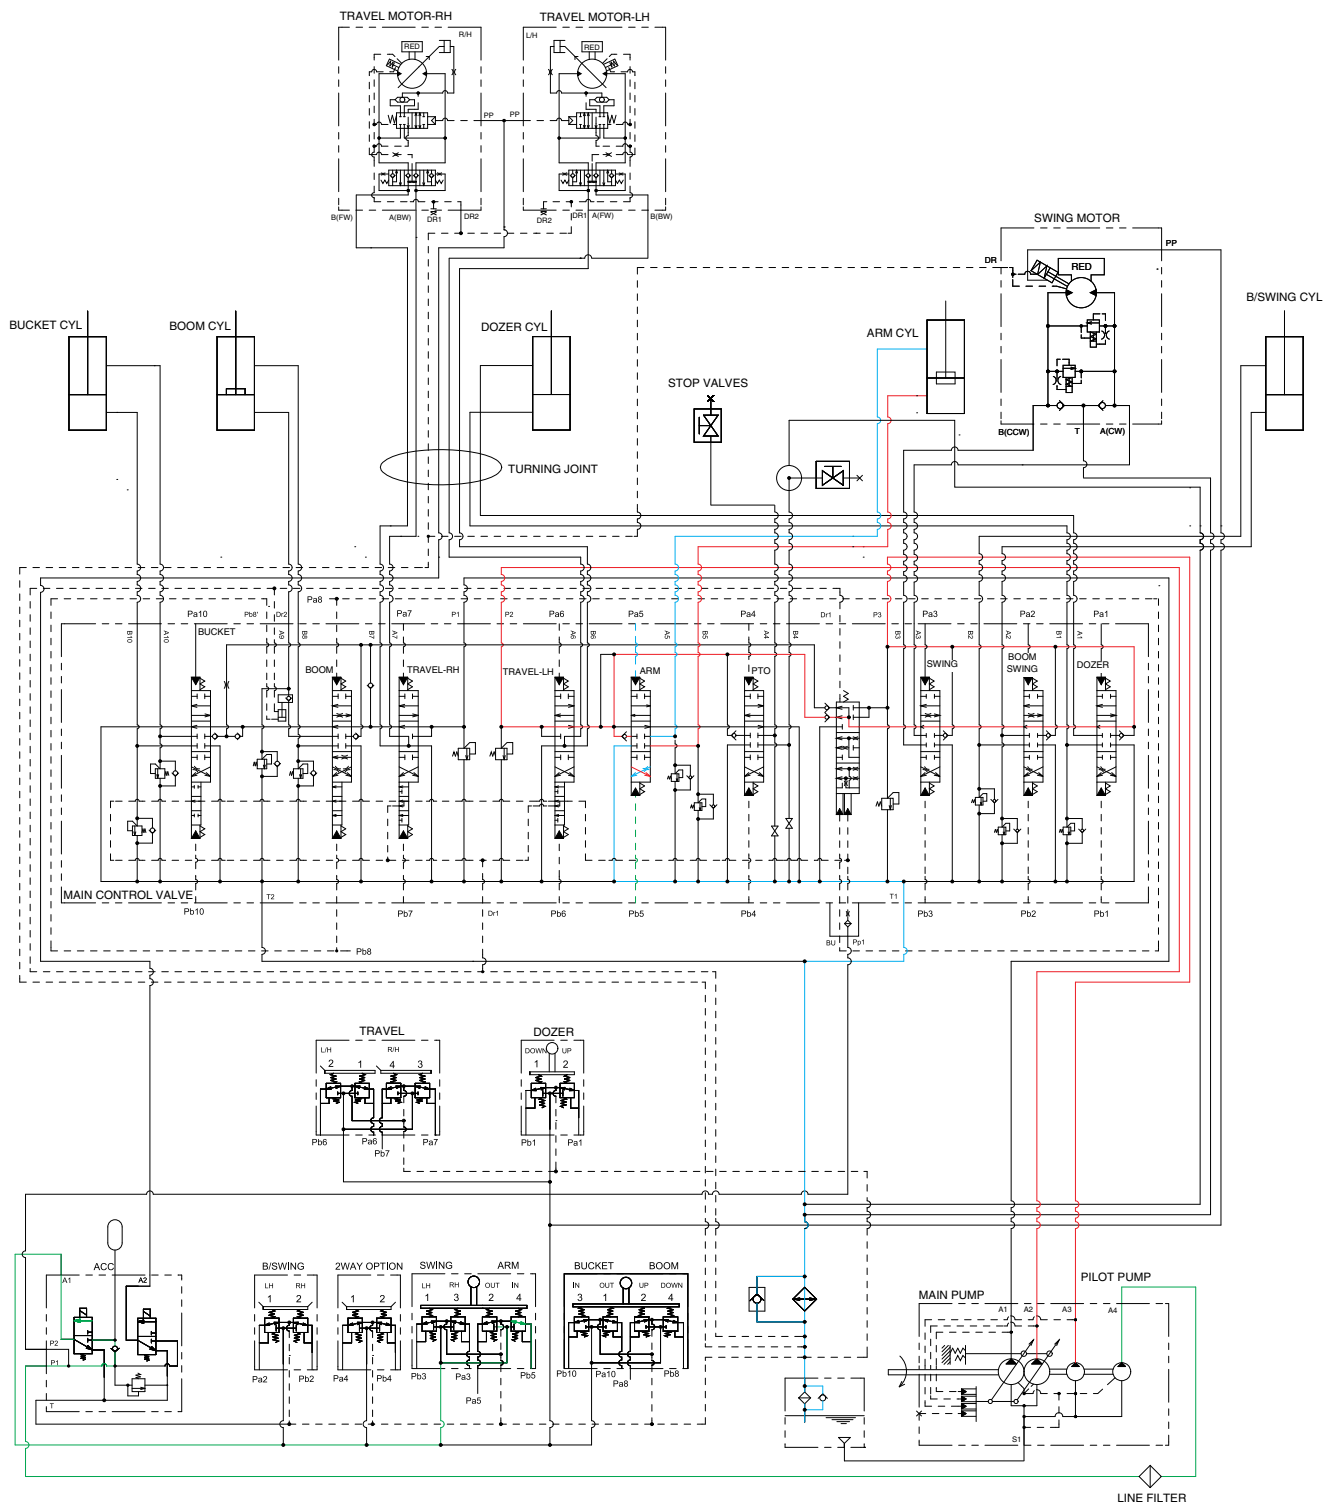 TRAVEL MOTOR-RH TRAVEL MOTOR-LH
R/H L/H
RED RED
PP PP
B(FW) A(BW) DR1 DR2 DR2 DR1 A(FW) B(BW)
SWING MOTOR
PP
DR
RED
B(CCW) T A(CW)
BUCKET CYL BOOM CYL DOZER CYL ARM CYL B/SWING CYL
STOP VALVES
TURNING JOINT
Pa8
Pa10 Pb8' Dr2 Pa7 P1 P2 Pa6 Pa5 Pa4 Dr1 P3 Pa3 Pa2 Pa1
B10 A10 A9 B8 B7 A7 A6 B6 A5 B5 A4 B4 B3 A3 B2 A2 B1 A1
BUCKET
BOOM TRAVEL-RH TRAVEL-LH ARM PTO SWING BOOM SWING DOZER
MAIN CONTROL VALVE
T2 T1
Pb10 Pb7 Dr1 Pb6 Pb5 Pb4 Pb3 Pb2 Pb1
BU Pp1
Pb8
TRAVEL
L/H R/H
2 1 4 3
Pb6 Pa6 Pb7 Pa7
DOZER
DOWN UP
1 2
Pb1 Pa1
ACC
A1 A2
P2
P1
T
B/SWING
LH RH
1 2
Pa2 Pb2
2WAY OPTION
1 2
Pa4 Pb4
SWING ARM
LH RH OUT IN
1 3 2 4
Pb3 Pa3 Pb5
Pa5
BUCKET BOOM
IN OUT UP DOWN
3 1 2 4
Pb10 Pa10 Pb8
Pa8
PILOT PUMP
MAIN PUMP
A1 A2 A3 A4
S1
LINE FILTER